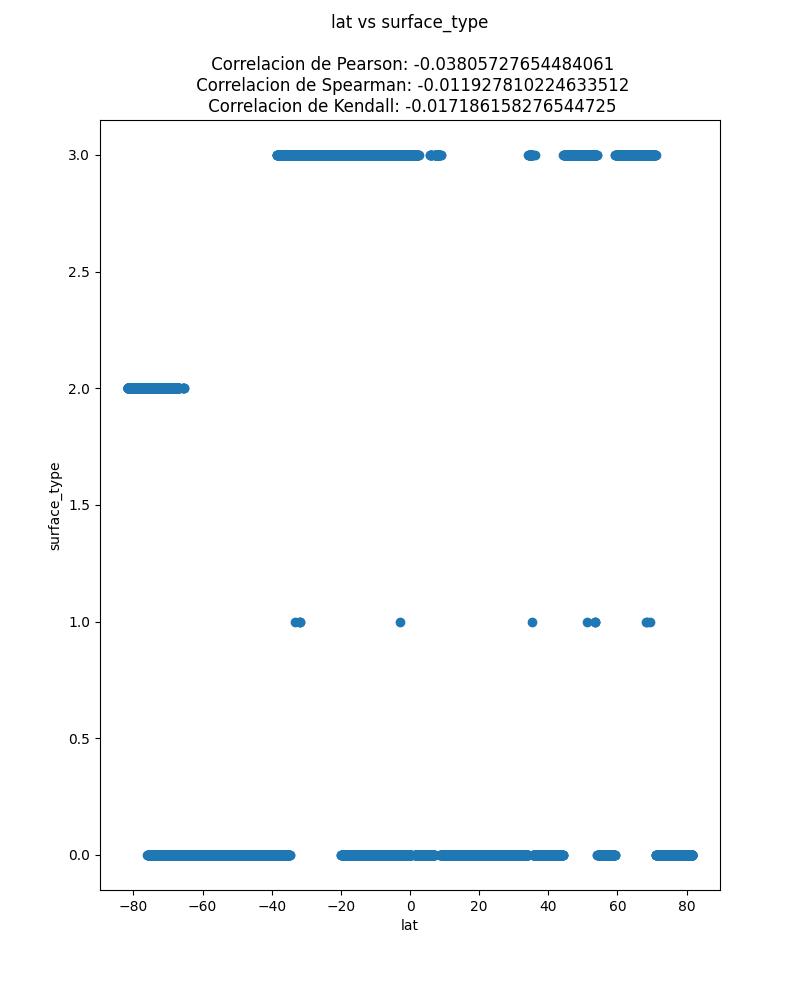 lat vs surface_type
Correlacion de Pearson: -0.03805727654484061
Correlacion de Spearman: -0.011927810224633512
Correlacion de Kendall: -0.017186158276544725
3.0
2.5
2.0
1.5
1.0
0.5
0.0
surface_type
−80 −60 −40 −20 0 20 40 60 80
lat